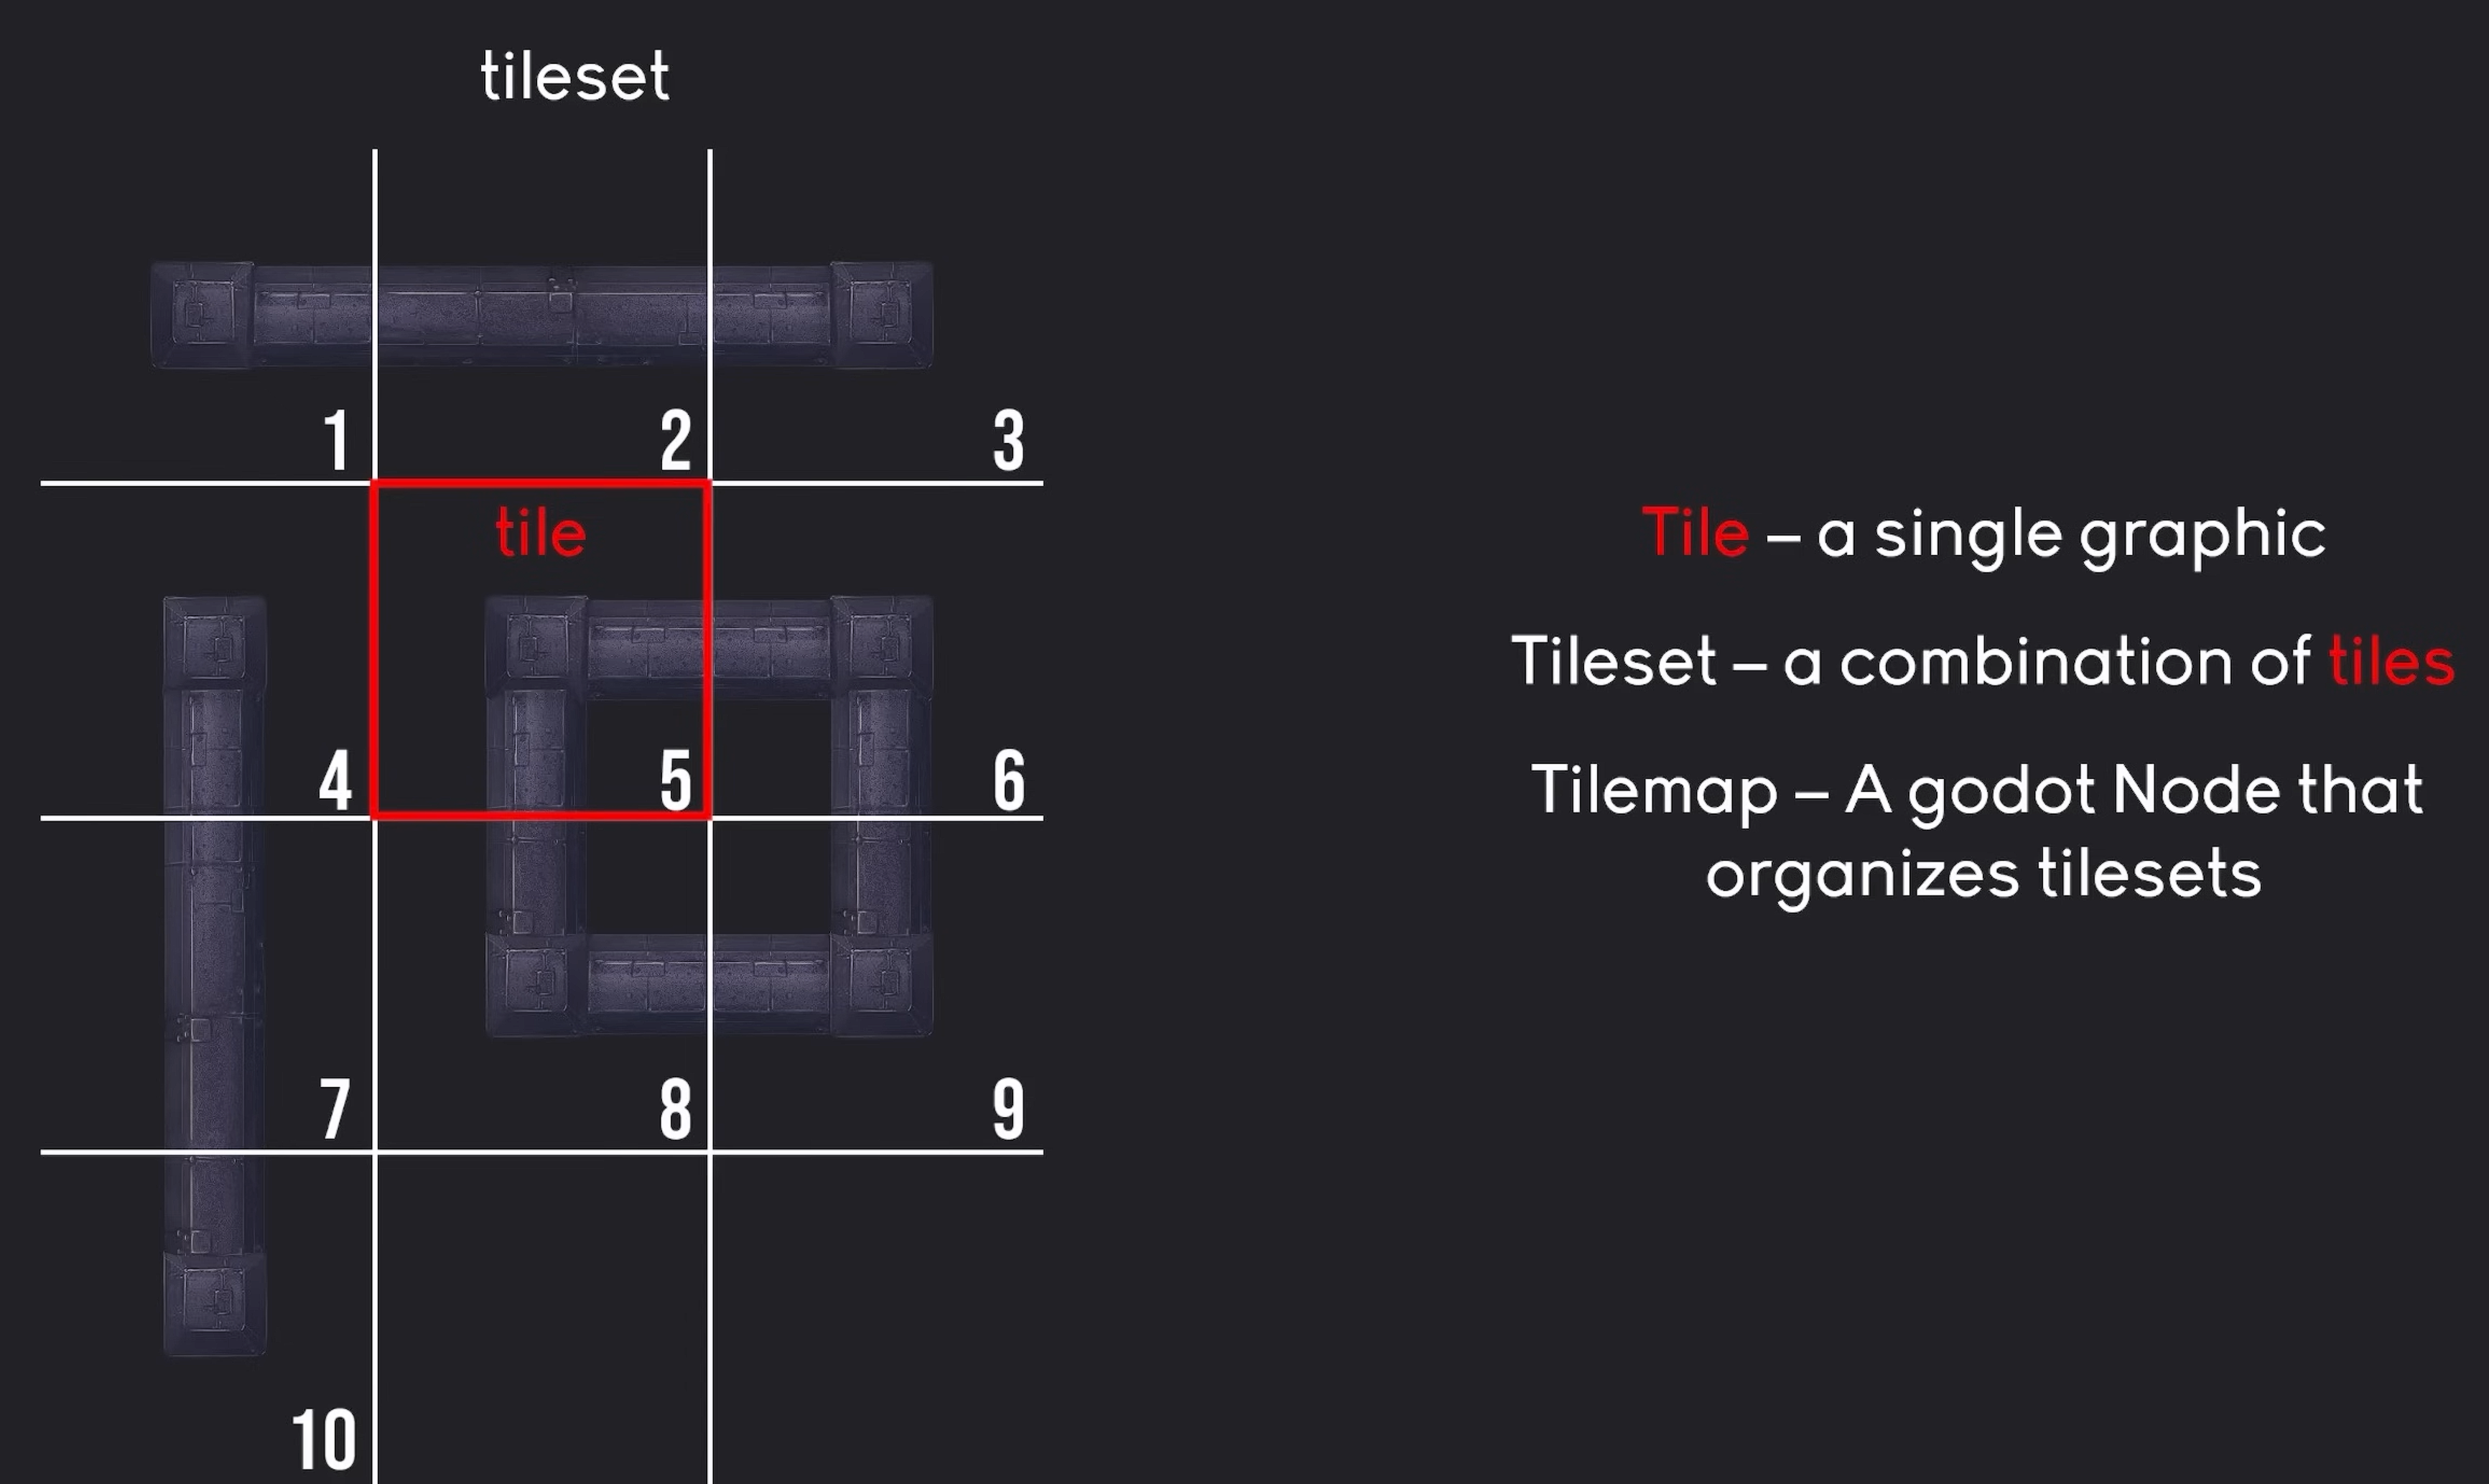 tileset
1
2
3
tile
4
5
6
7
8
9
10
Tile – a single graphic
Tileset – a combination of tiles
Tilemap – A godot Node that
organizes tilesets